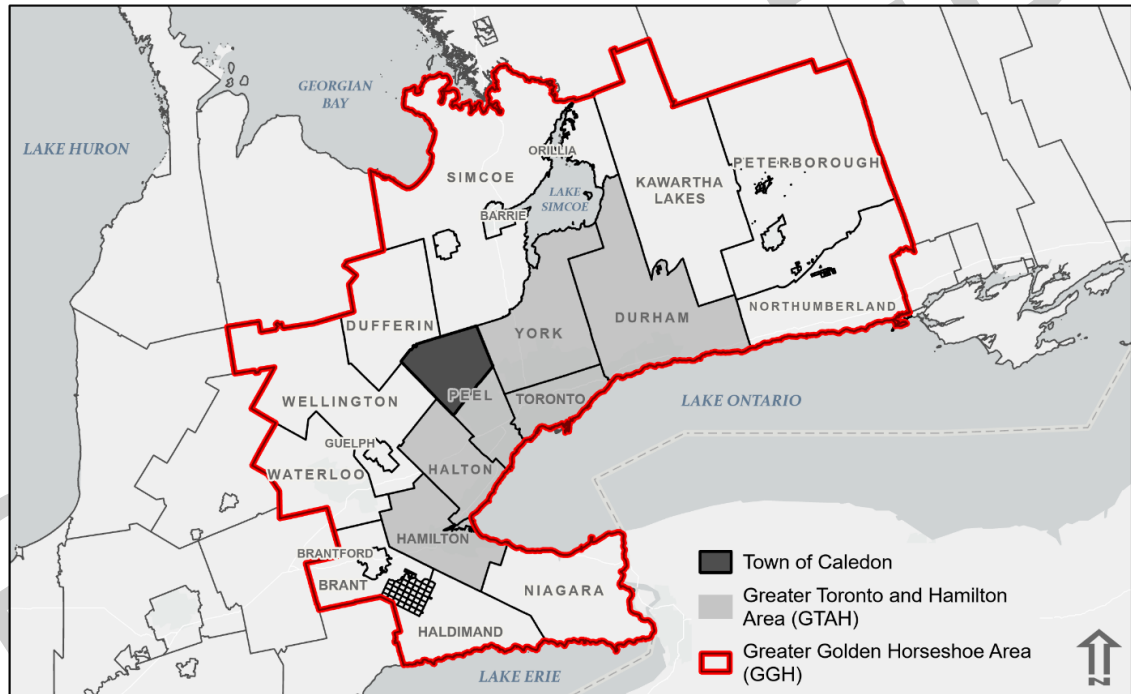 GEORGIAN
BAY
LAKE HURON
ORILLIA
SIMCOE
PETERBOROUGH
KAWARTHA
LAKES
LAKE
SIMCOE
BARRIE
NORTHUMBERLAND
DUFFERIN
YORK
DURHAM
PEEL
TORONTO
LAKE ONTARIO
WELLINGTON
GUELPH
WATERLOO
HALTON
HAMILTON
BRANTFORD
BRANT
NIAGARA
HALDIMAND
LAKE ERIE
Town of Caledon
Greater Toronto and Hamilton
Area (GTAH)
Greater Golden Horseshoe Area
(GGH)
N